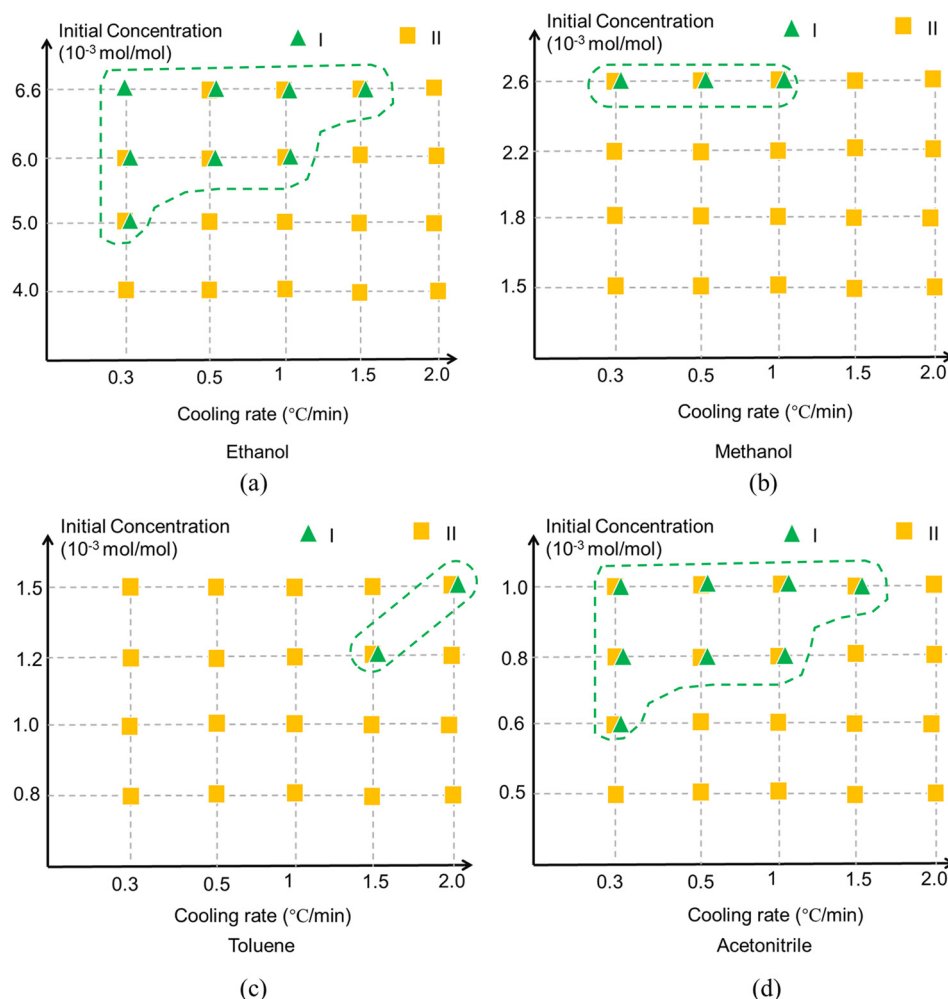 Initial Concentration
(10⁻³ mol/mol)
I
II
6.6
6.0
5.0
4.0
0.3
0.5
1
1.5
2.0
Cooling rate (°C/min)
Ethanol
(a)
Initial Concentration
(10⁻³ mol/mol)
I
II
2.6
2.2
1.8
1.5
0.3
0.5
1
1.5
2.0
Cooling rate (°C/min)
Methanol
(b)
Initial Concentration
(10⁻³ mol/mol)
I
II
1.5
1.2
1.0
0.8
0.3
0.5
1
1.5
2.0
Cooling rate (°C/min)
Toluene
(c)
Initial Concentration
(10⁻³ mol/mol)
I
II
1.0
0.8
0.6
0.5
0.3
0.5
1
1.5
2.0
Cooling rate (°C/min)
Acetonitrile
(d)